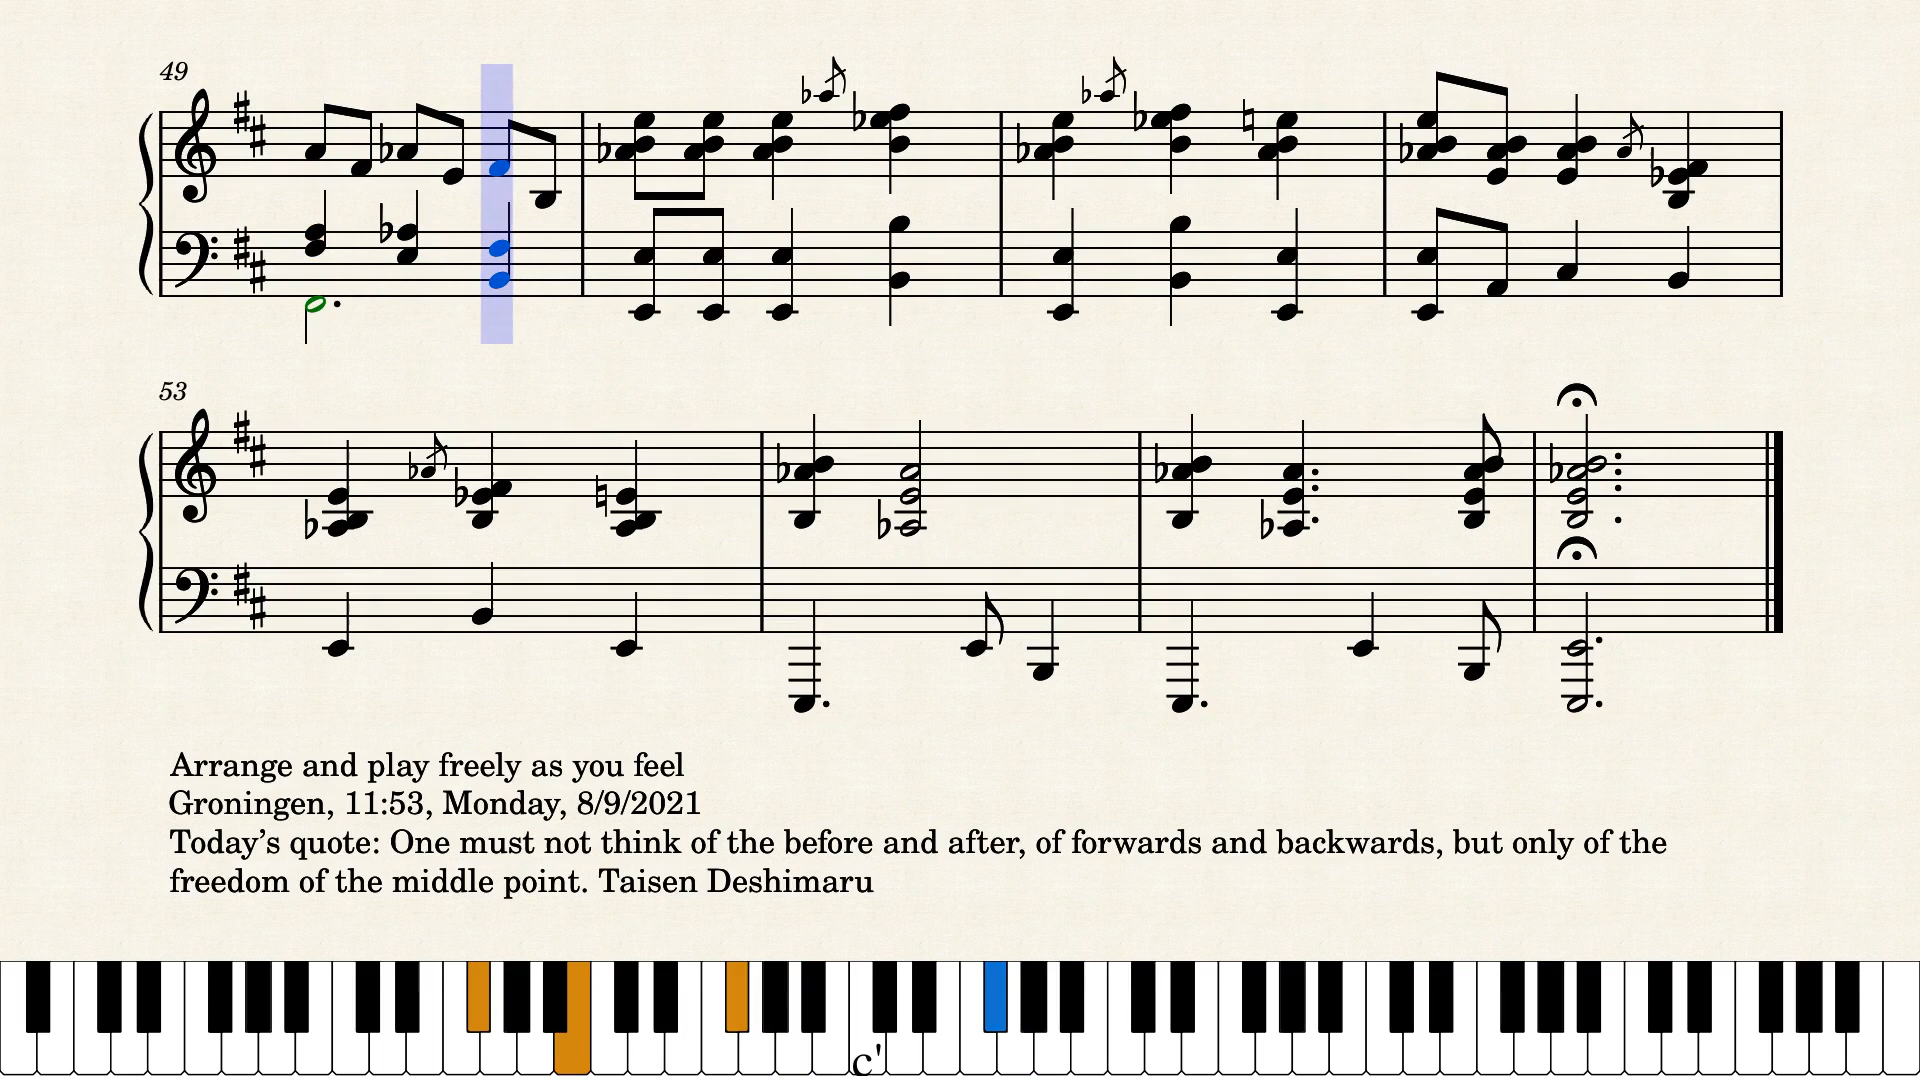 49
53
Arrange and play freely as you feel
Groningen, 11:53, Monday, 8/9/2021
Today’s quote: One must not think of the before and after, of forwards and backwards, but only of the
freedom of the middle point. Taisen Deshimaru
c'